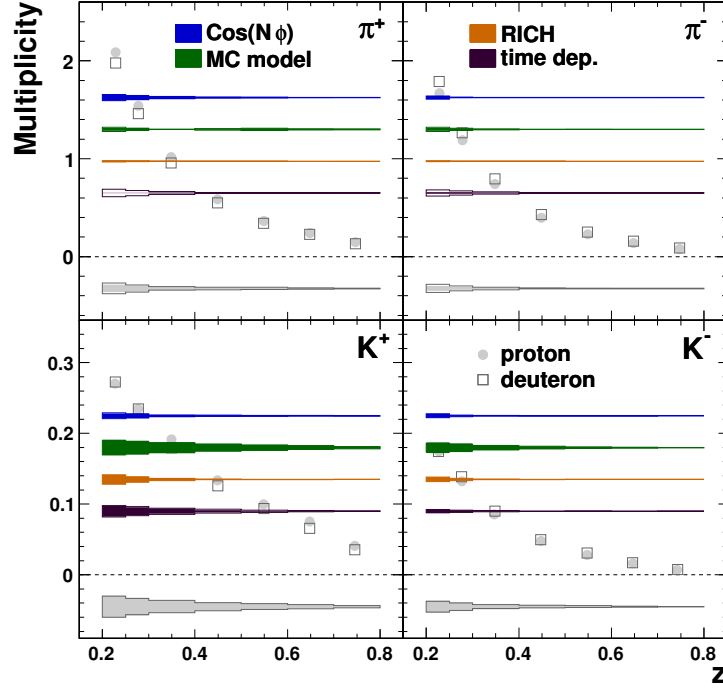 Multiplicity
Cos(N ϕ)
MC model
π⁺
RICH
time dep.
π⁻
2
1
0
K⁺
proton
deuteron
K⁻
0.3
0.2
0.1
0
0.2 0.4 0.6 0.8 0.2 0.4 0.6 0.8
z